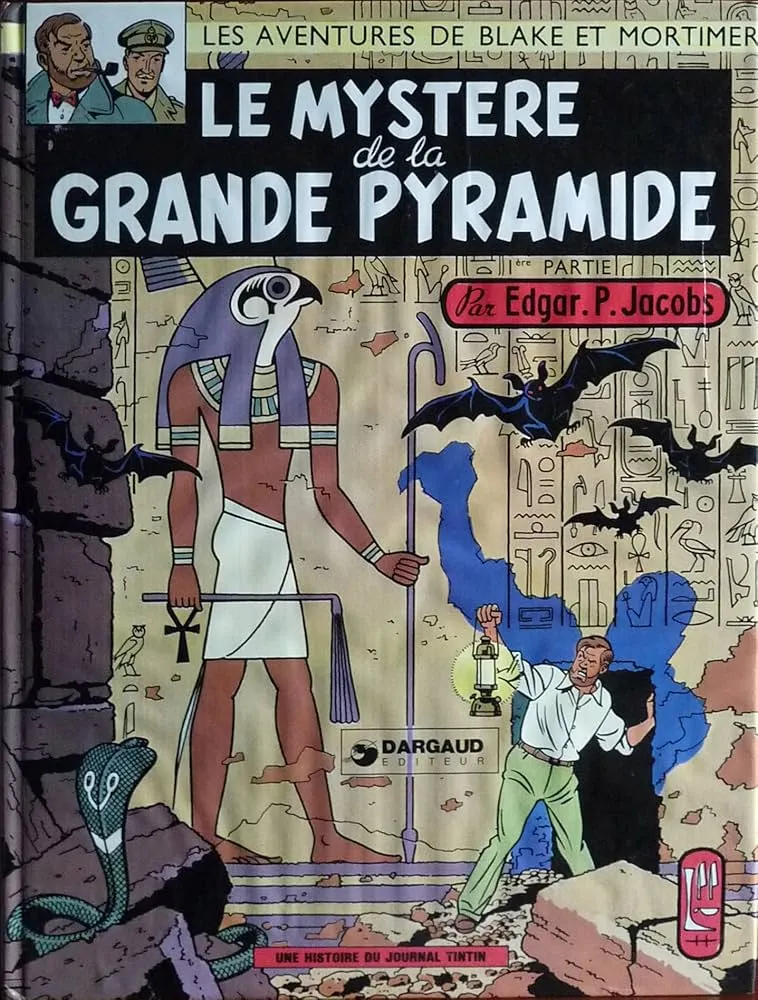 LES AVENTURES DE BLAKE ET MORTIMER
LE MYSTERE
de la
GRANDE PYRAMIDE
1ère PARTIE
Par Edgar. P. Jacobs
DARGAUD
EDITEUR
UNE HISTOIRE DU JOURNAL TINTIN